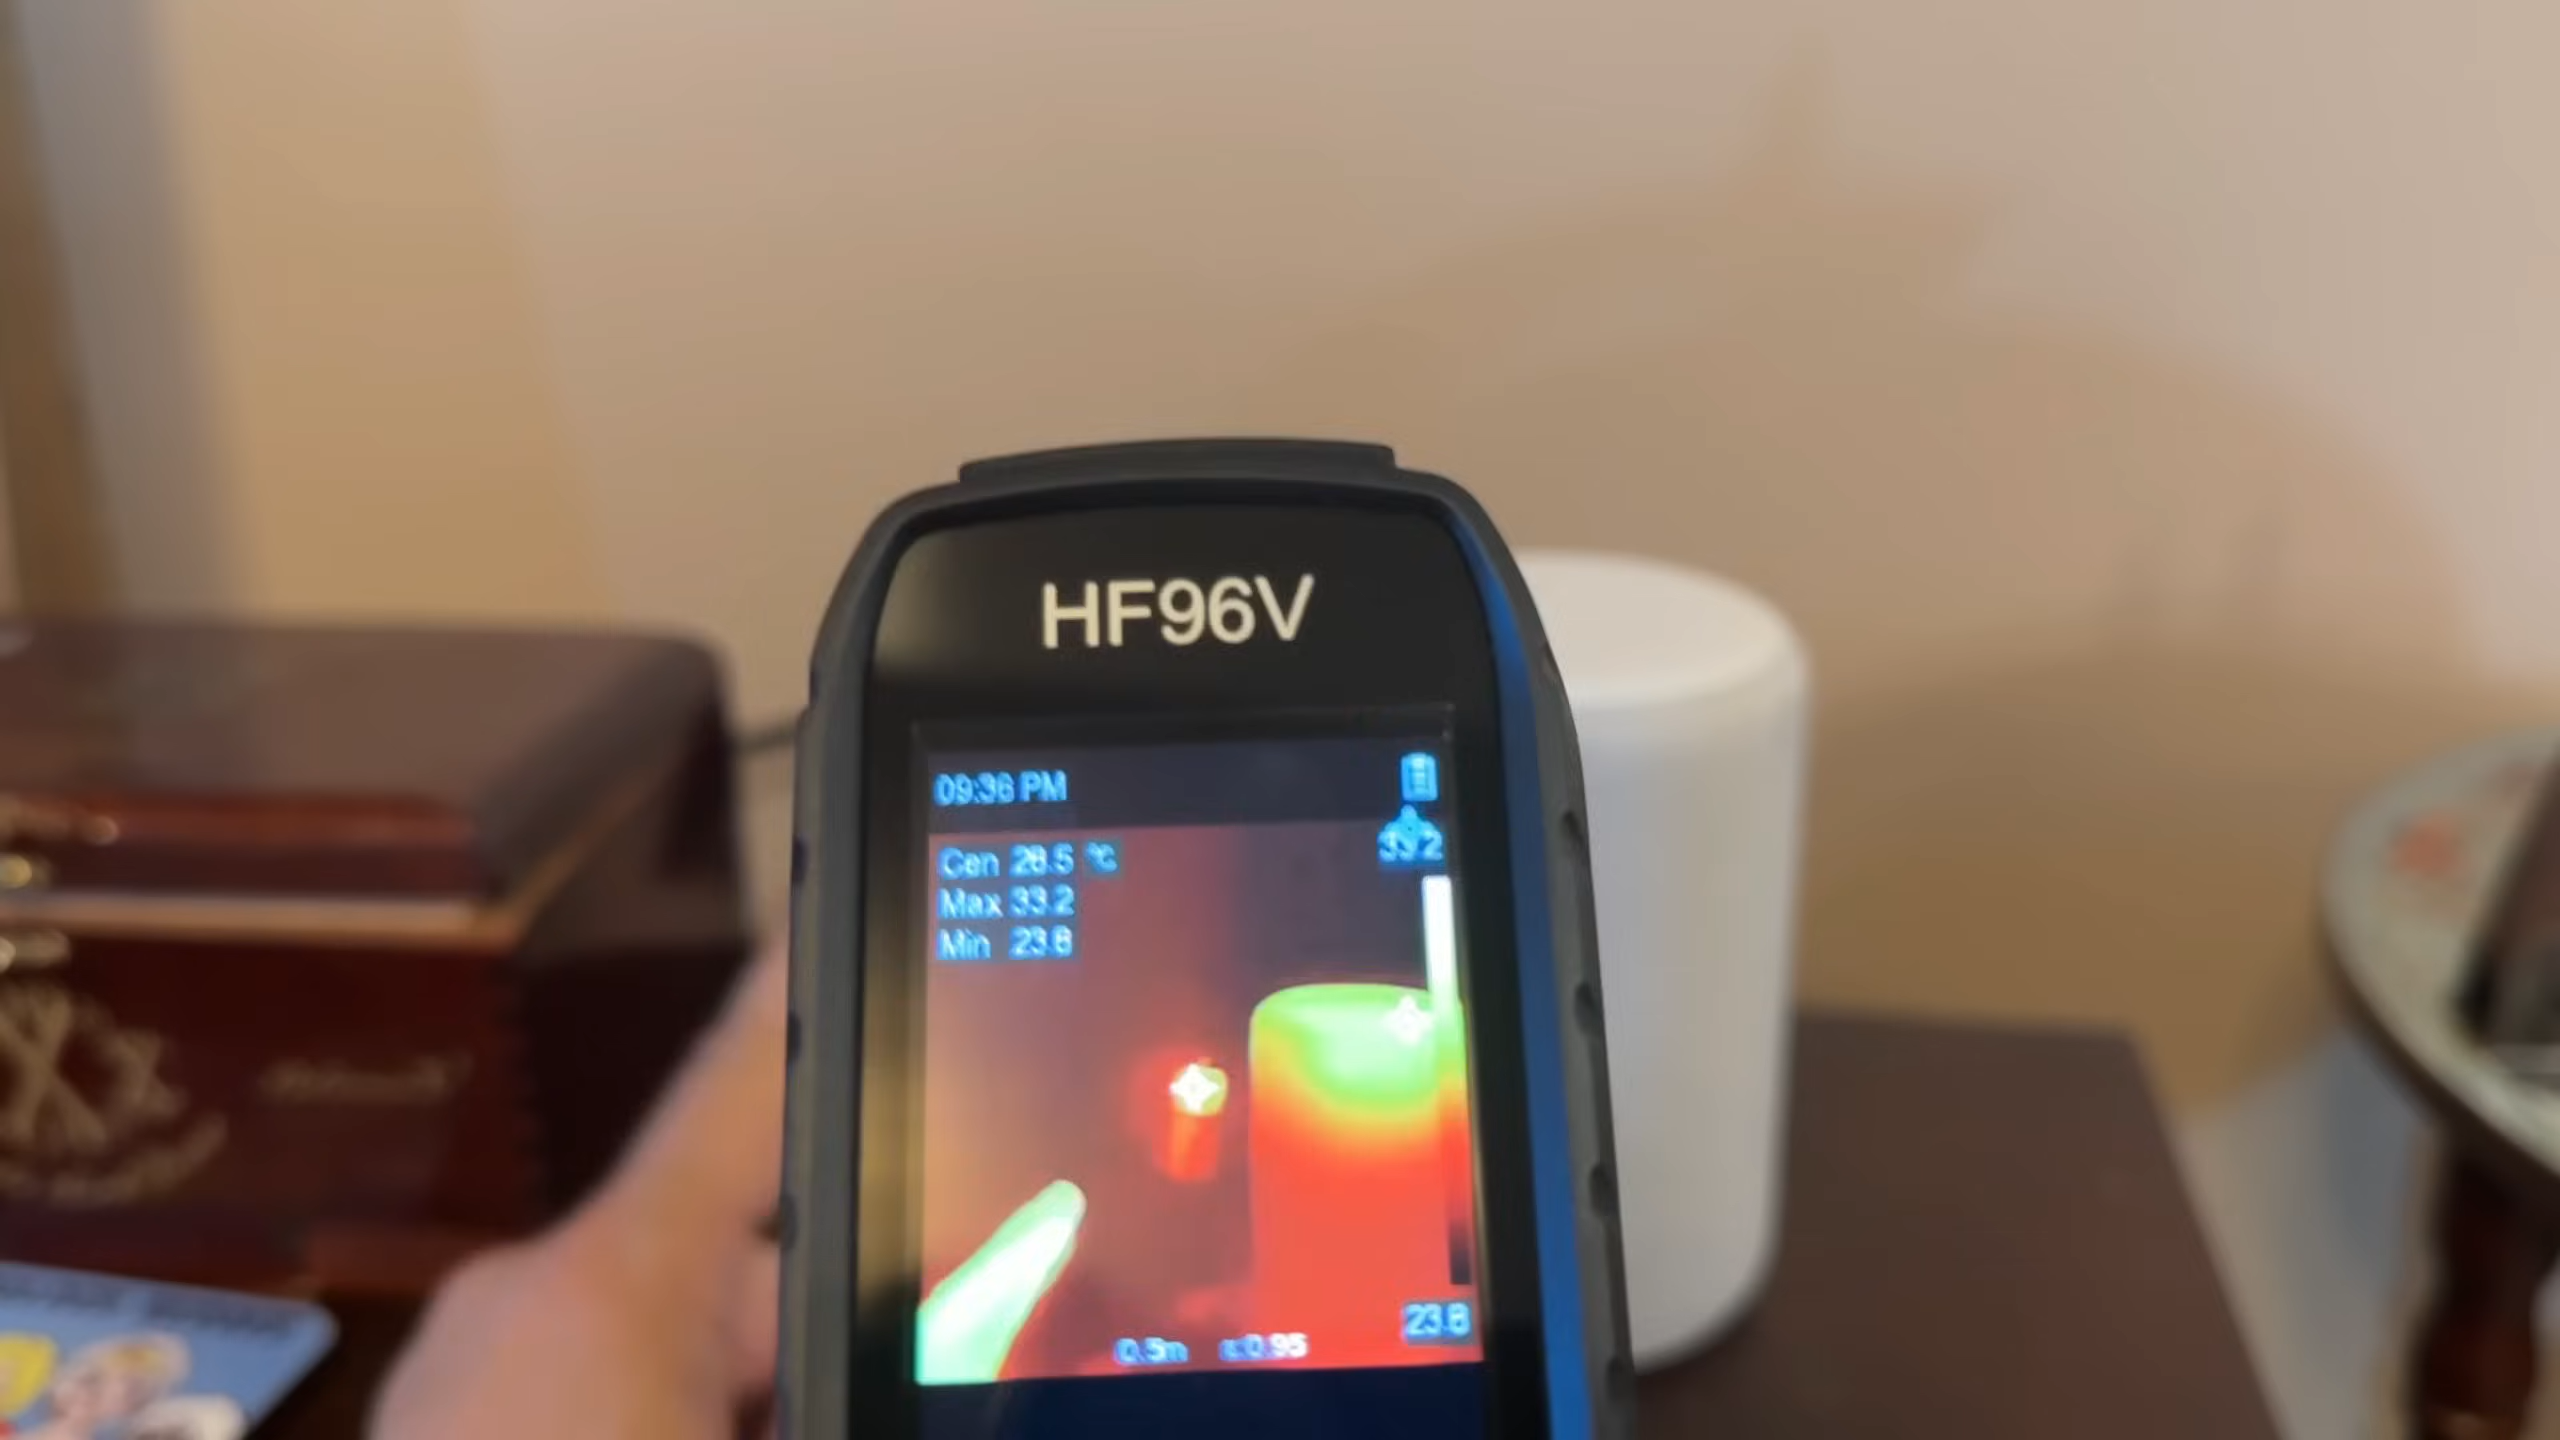 HF96V
09:36 PM
33.2
Cen 28.5 ℃
Max 33.2
Min 23.8
23.8
0.5m ε:0.95